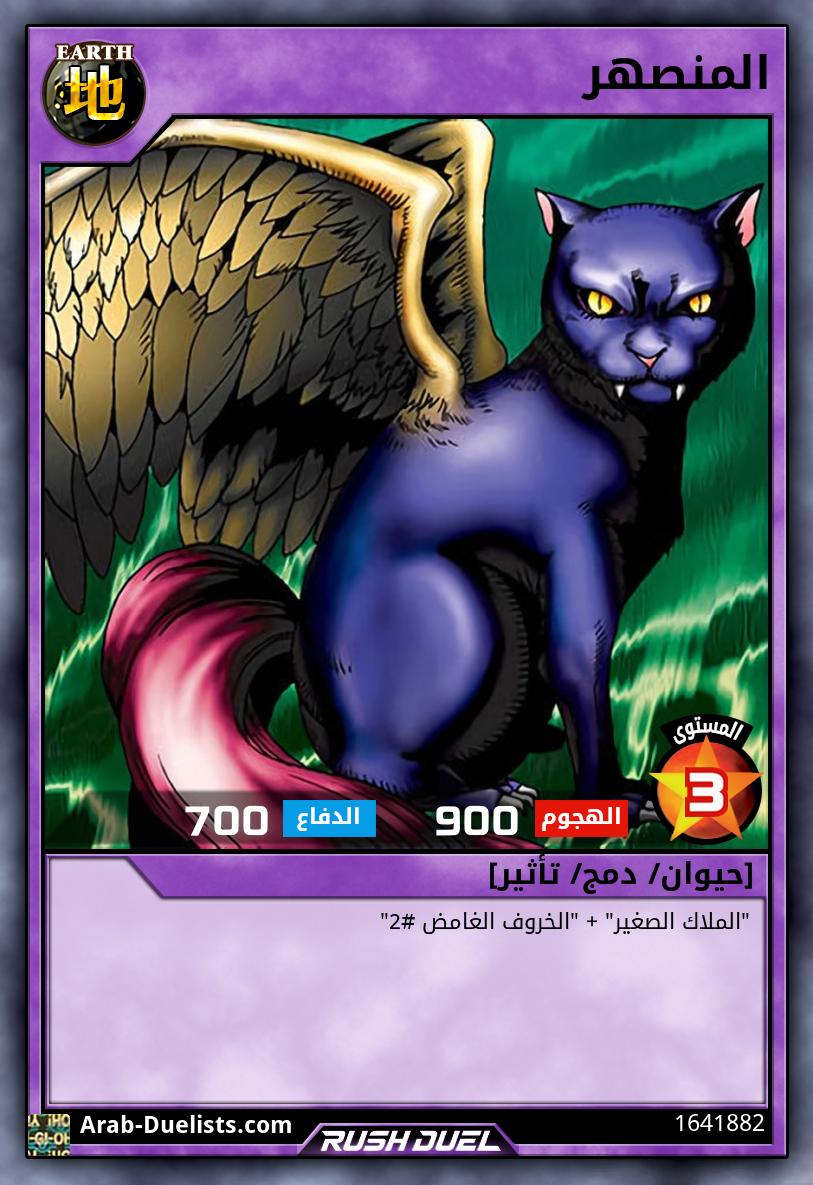 المنصهر
EARTH
地
المستوى
3
الهجوم 900 الدفاع 700
[حيوان/ دمج/ تأثير]
"الملاك الصغير" + "الخروف الغامض #2"
Arab-Duelists.com
RUSH DUEL
1641882